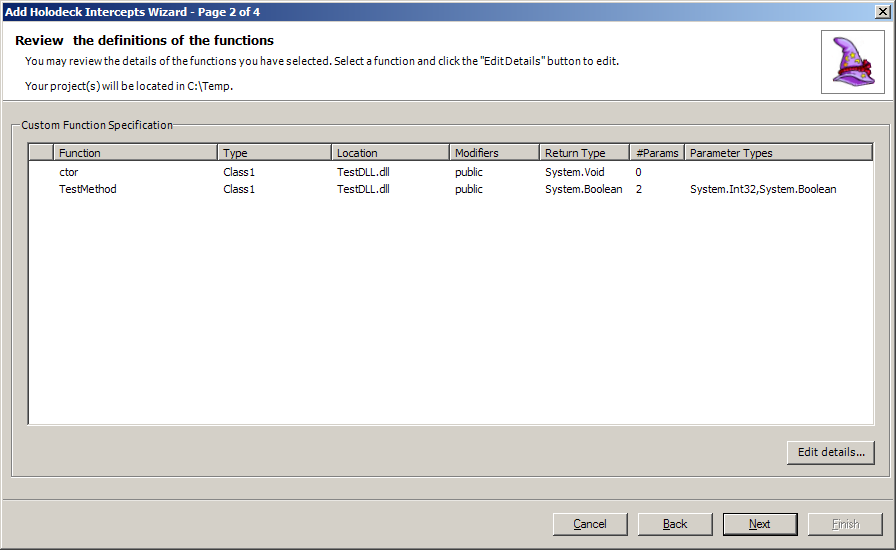 Add Holodeck Intercepts Wizard - Page 2 of 4
Review the definitions of the functions
You may review the details of the functions you have selected. Select a function and click the "EditDetails" button to edit.
Your project(s) will be located in C:\Temp.
Custom Function Specification
Function Type Location Modifiers Return Type #Params Parameter Types
ctor Class1 TestDLL.dll public System.Void 0
TestMethod Class1 TestDLL.dll public System.Boolean 2 System.Int32,System.Boolean
Edit details...
Cancel Back Next Finish